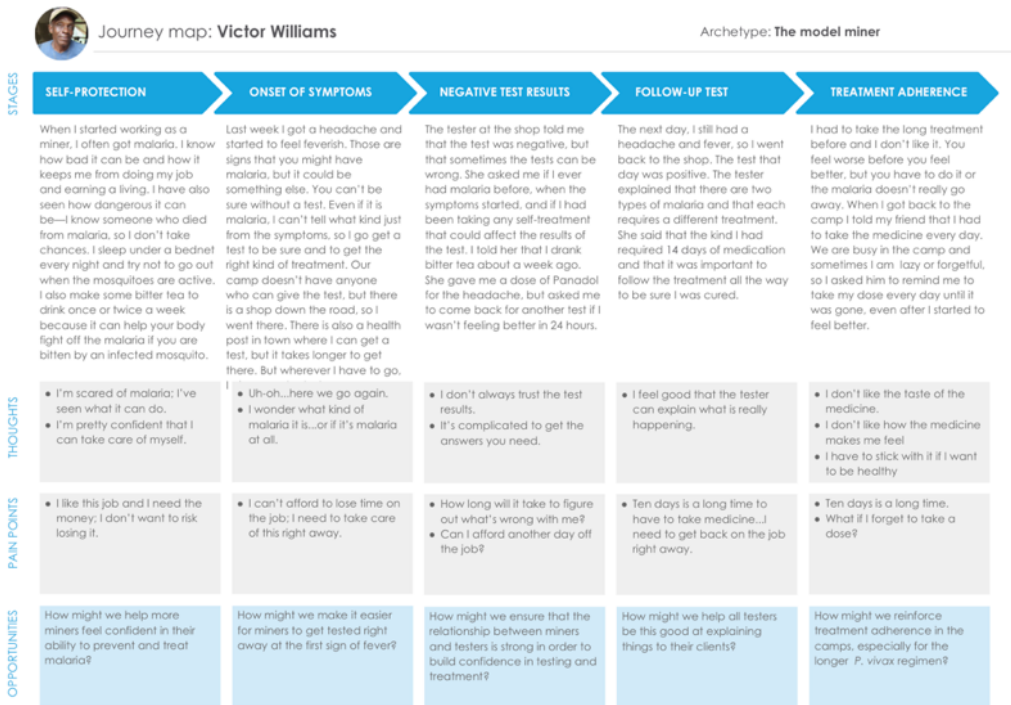 Journey map: Victor Williams
Archetype: The model miner
STAGES
SELF-PROTECTION
ONSET OF SYMPTOMS
NEGATIVE TEST RESULTS
FOLLOW-UP TEST
TREATMENT ADHERENCE
When I started working as a
miner, I often got malaria. I know
how bad it can be and how it
keeps me from doing my job
and earning a living. I have also
seen how dangerous it can
be—I know someone who died
from malaria, so I don't take
chances. I sleep under a bednet
every night and try not to go out
when the mosquitoes are active.
I also make some bitter tea to
drink once or twice a week
because it can help your body
fight off the malaria if you are
bitten by an infected mosquito.
Last week I got a headache and
started to feel feverish. Those are
signs that you might have
malaria, but it could be
something else. You can't be
sure without a test. Even if it is
malaria, I can't tell what kind just
from the symptoms, so I go get a
test to be sure and to get the
right kind of treatment. Our
camp doesn't have anyone
who can give the test, but there
is a shop down the road, so I
went there. There is also a health
post in town where I can get a
test, but it takes longer to get
there. But wherever I have to go,
The tester at the shop told me
that the test was negative, but
that sometimes the tests can be
wrong. She asked me if I ever
had malaria before, when the
symptoms started, and if I had
been taking any self-treatment
that could affect the results of
the test. I told her that I drank
bitter tea about a week ago.
She gave me a dose of Panadol
for the headache, but asked me
to come back for another test if I
wasn't feeling better in 24 hours.
The next day, I still had a
headache and fever, so I went
back to the shop. The test that
day was positive. The tester
explained that there are two
types of malaria and that each
requires a different treatment.
She said that the kind I had
required 14 days of medication
and that it was important to
follow the treatment all the way
to be sure I was cured.
I had to take the long treatment
before and I don't like it. You
feel worse before you feel
better, but you have to do it or
the malaria doesn't really go
away. When I got back to the
camp I told my friend that I had
to take the medicine every day.
We are busy in the camp and
sometimes I am lazy or forgetful,
so I asked him to remind me to
take my dose every day until it
was gone, even after I started to
feel better.
THOUGHTS
• I'm scared of malaria; I've
seen what it can do.
• I'm pretty confident that I
can take care of myself.
• Uh-oh...here we go again.
• I wonder what kind of
malaria it is...or if it's malaria
at all.
• I don't always trust the test
results.
• It's complicated to get the
answers you need.
• I feel good that the tester
can explain what is really
happening.
• I don't like the taste of the
medicine.
• I don't like how the medicine
makes me feel
• I have to stick with it if I want
to be healthy
PAIN POINTS
• I like this job and I need the
money; I don't want to risk
losing it.
• I can't afford to lose time on
the job; I need to take care
of this right away.
• How long will it take to figure
out what's wrong with me?
• Can I afford another day off
the job?
• Ten days is a long time to
have to take medicine...I
need to get back on the job
right away.
• Ten days is a long time.
• What if I forget to take a
dose?
OPPORTUNITIES
How might we help more
miners feel confident in their
ability to prevent and treat
malaria?
How might we make it easier
for miners to get tested right
away at the first sign of fever?
How might we ensure that the
relationship between miners
and testers is strong in order to
build confidence in testing and
treatment?
How might we help all testers
be this good at explaining
things to their clients?
How might we reinforce
treatment adherence in the
camps, especially for the
longer P. vivax regimen?